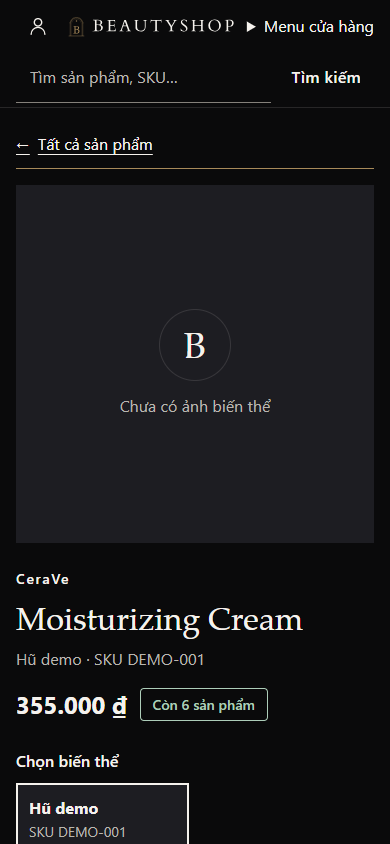 BEAUTYSHOP ▶ Menu cửa hàng
Tìm sản phẩm, SKU... Tìm kiếm
← Tất cả sản phẩm
B
Chưa có ảnh biến thể
CeraVe
Moisturizing Cream
Hũ demo · SKU DEMO-001
355.000 ₫ Còn 6 sản phẩm
Chọn biến thể
Hũ demo
SKU DEMO-001